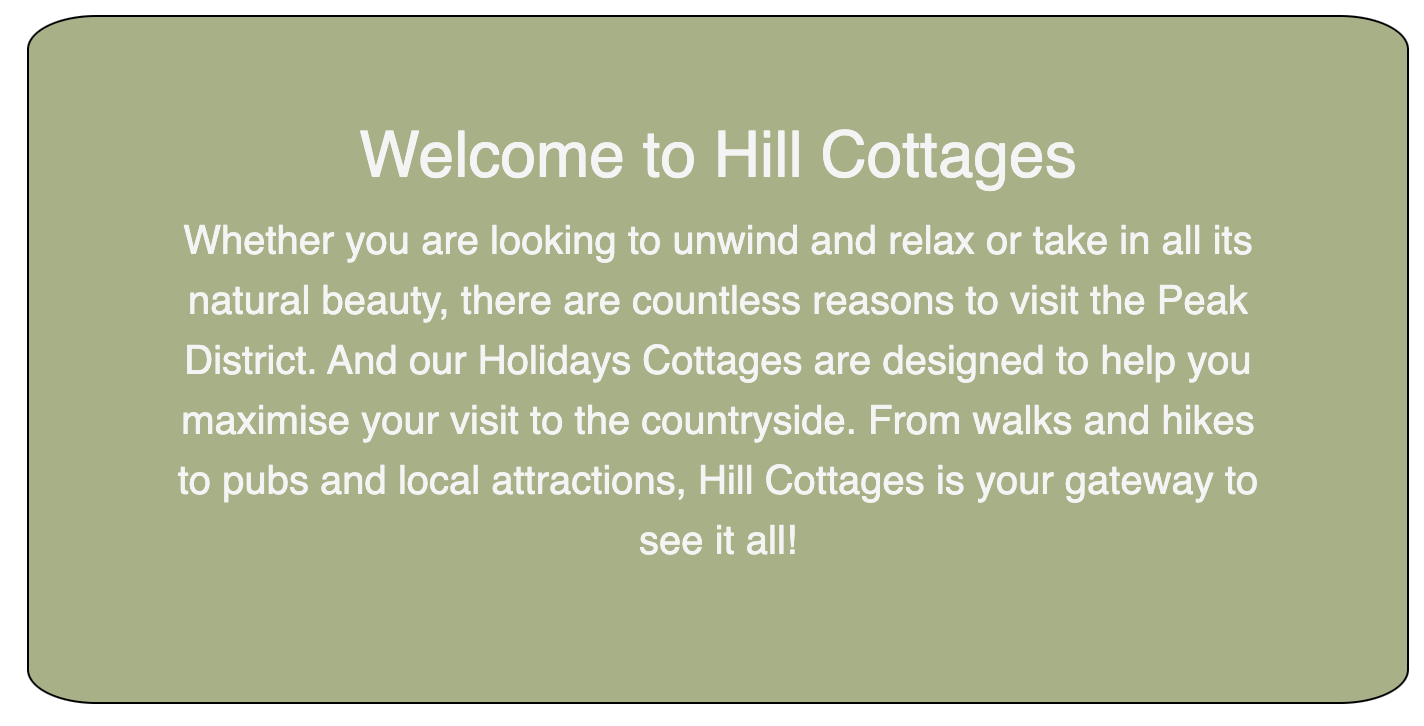 Welcome to Hill Cottages
Whether you are looking to unwind and relax or take in all its
natural beauty, there are countless reasons to visit the Peak
District. And our Holidays Cottages are designed to help you
maximise your visit to the countryside. From walks and hikes
to pubs and local attractions, Hill Cottages is your gateway to
see it all!